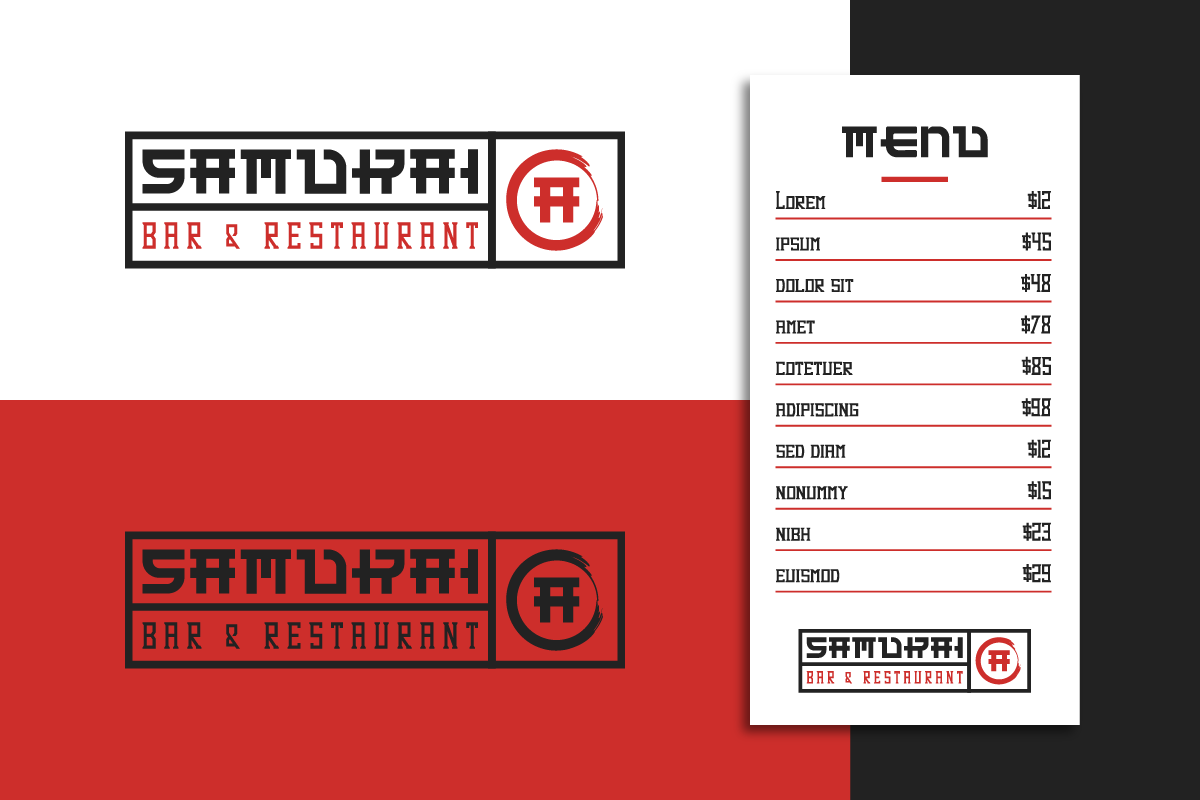 SAMURAI
BAR & RESTAURANT
A
SAMURAI
BAR & RESTAURANT
A
MENU
LOREM $12
IPSUM $45
DOLOR SIT $48
AMET $78
COTETUER $85
ADIPISCING $98
SED DIAM $12
NONUMMY $15
NIBH $23
EUISMOD $29
SAMURAI
BAR & RESTAURANT
A